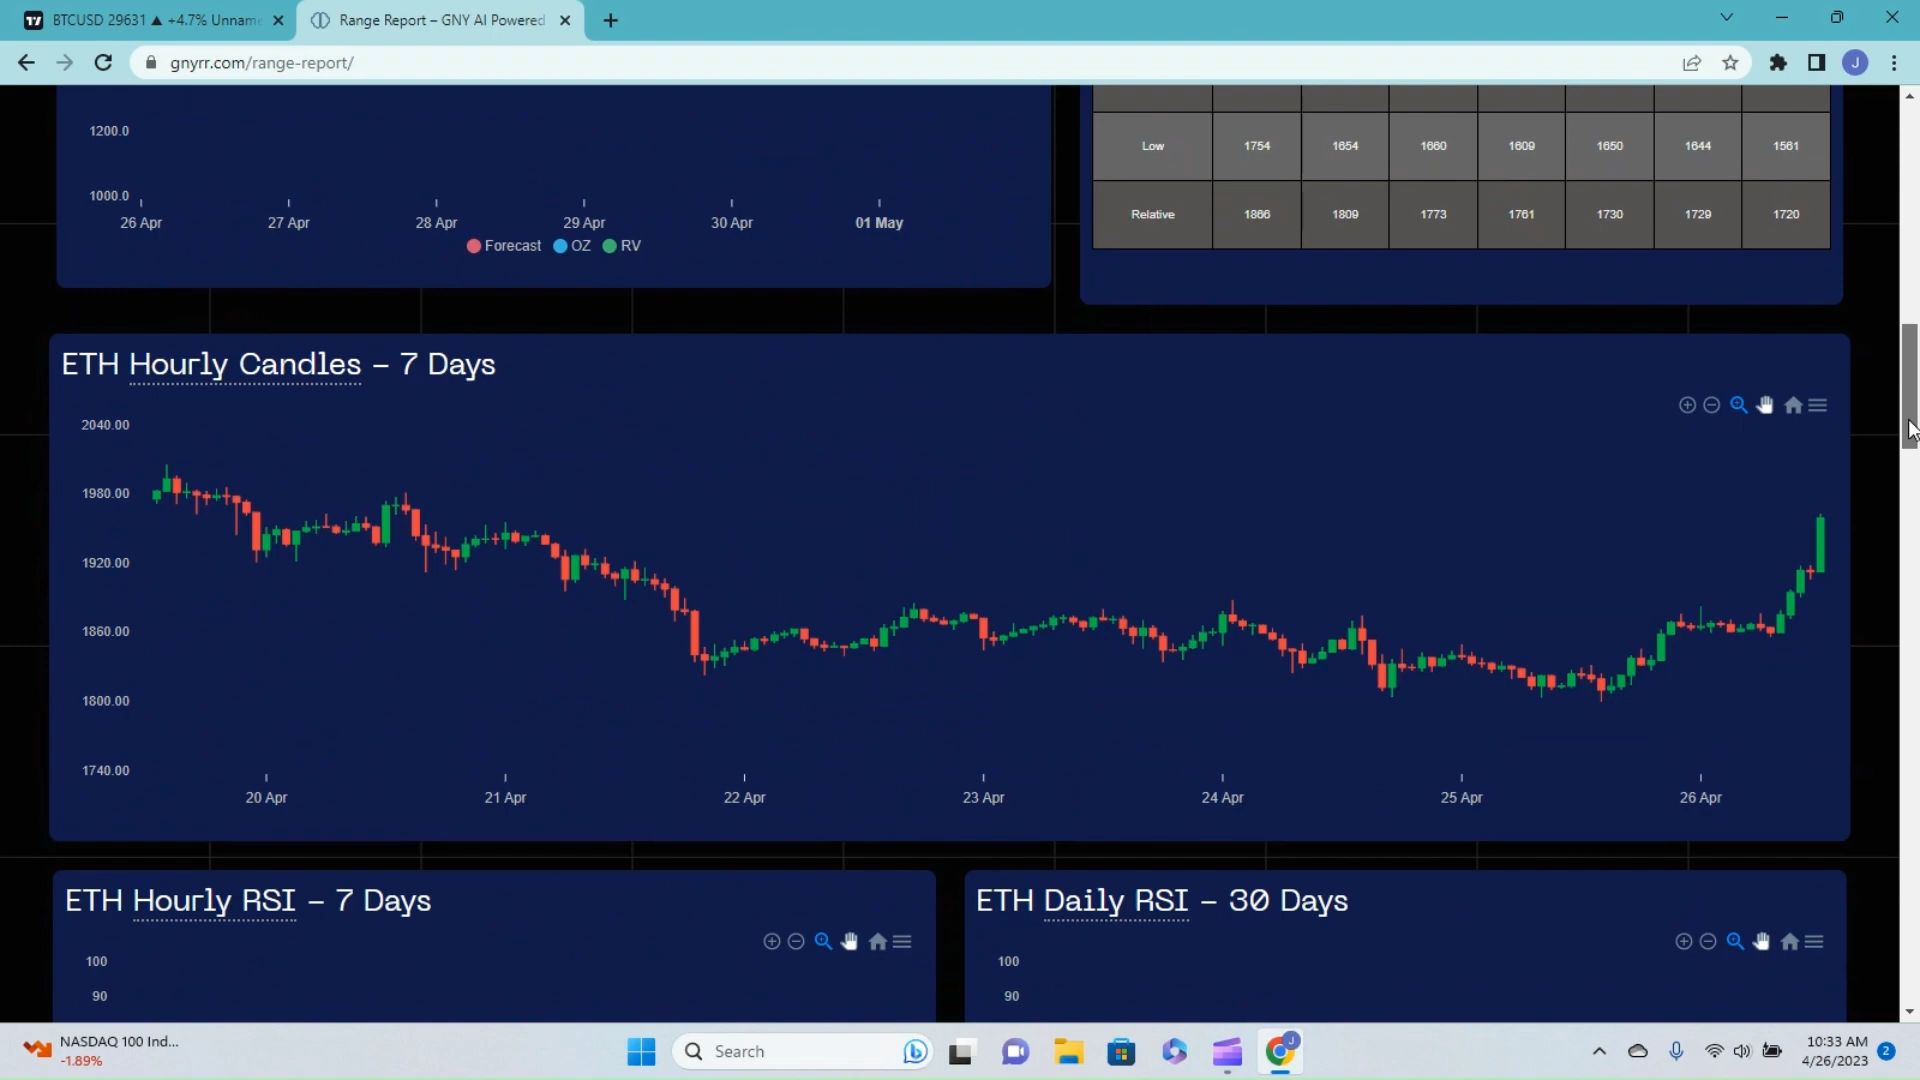 BTCUSD 29631 ▲ +4.7% Unnam
Range Report – GNY AI Powered
gnyrr.com/range-report/
J
1200.0
1000.0
26 Apr 27 Apr 28 Apr 29 Apr 30 Apr 01 May
Forecast OZ RV
Low 1754 1654 1660 1609 1650 1644 1561
Relative 1866 1809 1773 1761 1730 1729 1720
ETH Hourly Candles – 7 Days
2040.00
1980.00
1920.00
1860.00
1800.00
1740.00
20 Apr 21 Apr 22 Apr 23 Apr 24 Apr 25 Apr 26 Apr
ETH Hourly RSI – 7 Days
100
90
ETH Daily RSI – 30 Days
100
90
NASDAQ 100 Ind...
-1.89%
Search
J
10:33 AM
4/26/2023
2